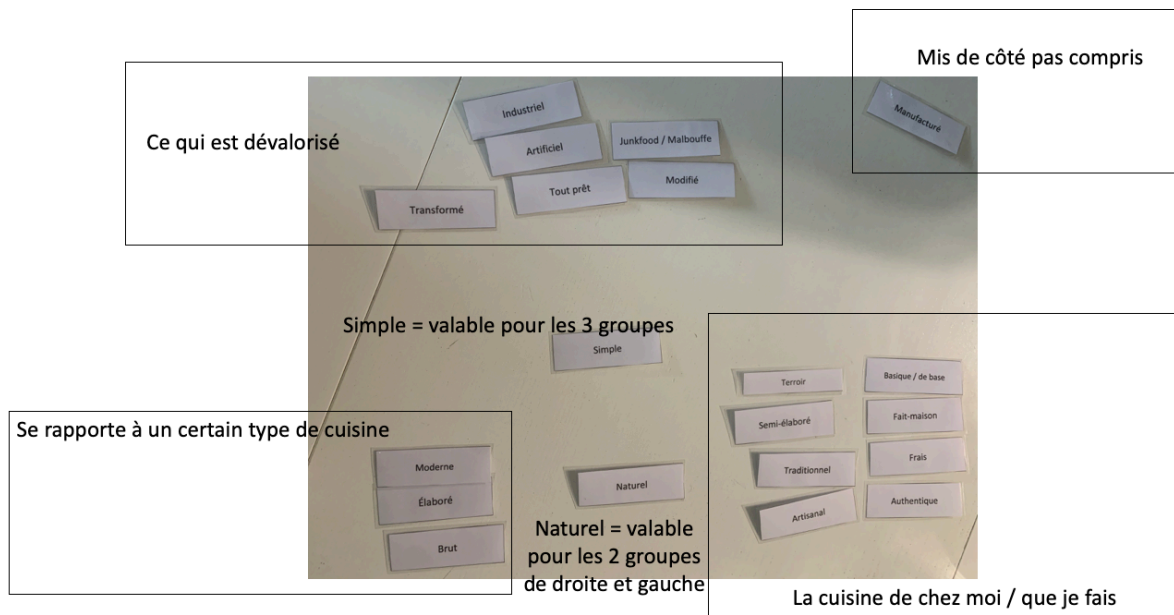 Mis de côté pas compris
Ce qui est dévalorisé
Industriel
Manufacturé
Artificiel
Junkfood / Malbouffe
Tout prêt
Modifié
Transformé
Simple = valable pour les 3 groupes
Simple
Terroir
Basique / de base
Semi-élaboré
Fait-maison
Se rapporte à un certain type de cuisine
Moderne
Traditionnel
Frais
Naturel
Élaboré
Artisanal
Authentique
Brut
Naturel = valable
pour les 2 groupes
de droite et gauche
La cuisine de chez moi / que je fais